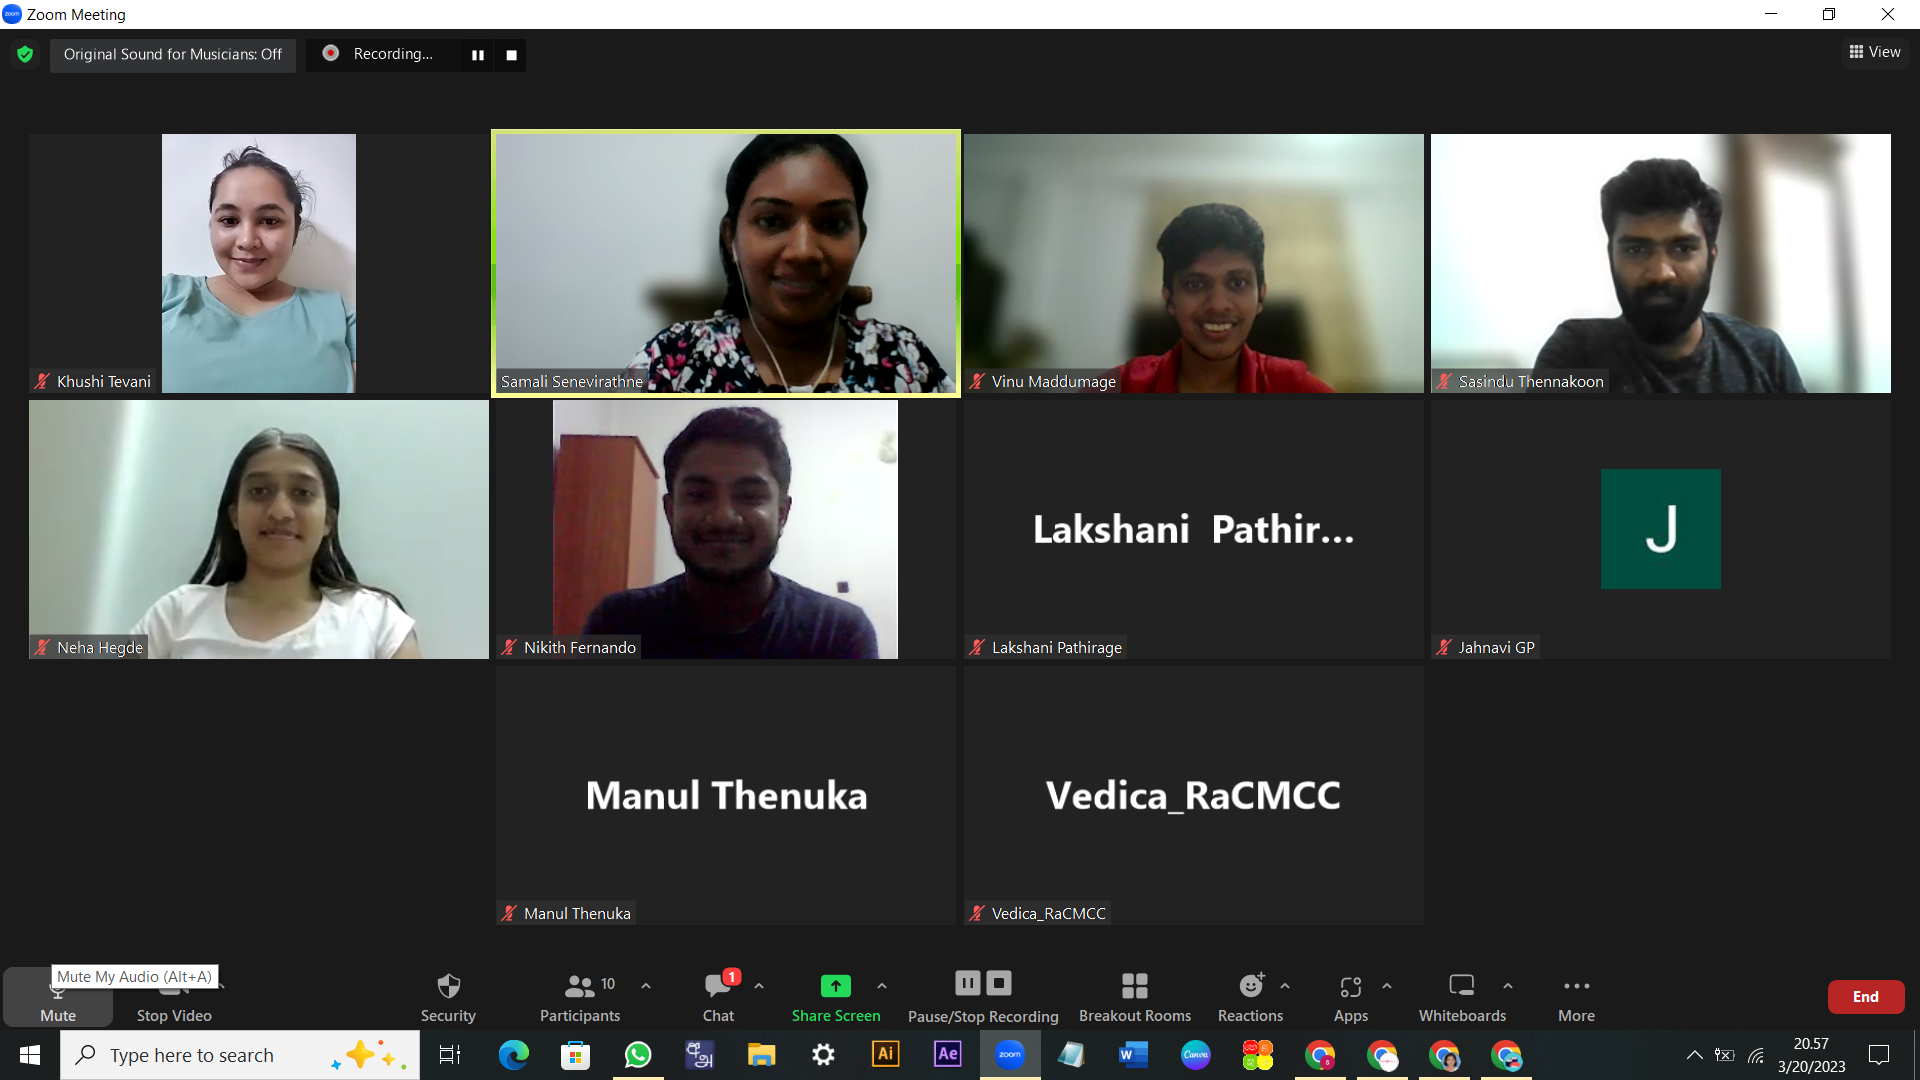 Zoom Meeting
Original Sound for Musicians: Off
Recording...
View
Khushi Tevani
Samali Senevirathne
Vinu Maddumage
Sasindu Thennakoon
Lakshani Pathir...
J
Neha Hegde
Nikith Fernando
Lakshani Pathirage
Jahnavi GP
Manul Thenuka
Vedica_RaCMCC
Manul Thenuka
Vedica_RaCMCC
Mute My Audio (Alt+A)
10
1
Mute
Stop Video
Security
Participants
Chat
Share Screen
Pause/Stop Recording
Breakout Rooms
Reactions
Apps
Whiteboards
More
End
Type here to search
Ai
Ae
zoom
W
Canva
20.57
3/20/2023